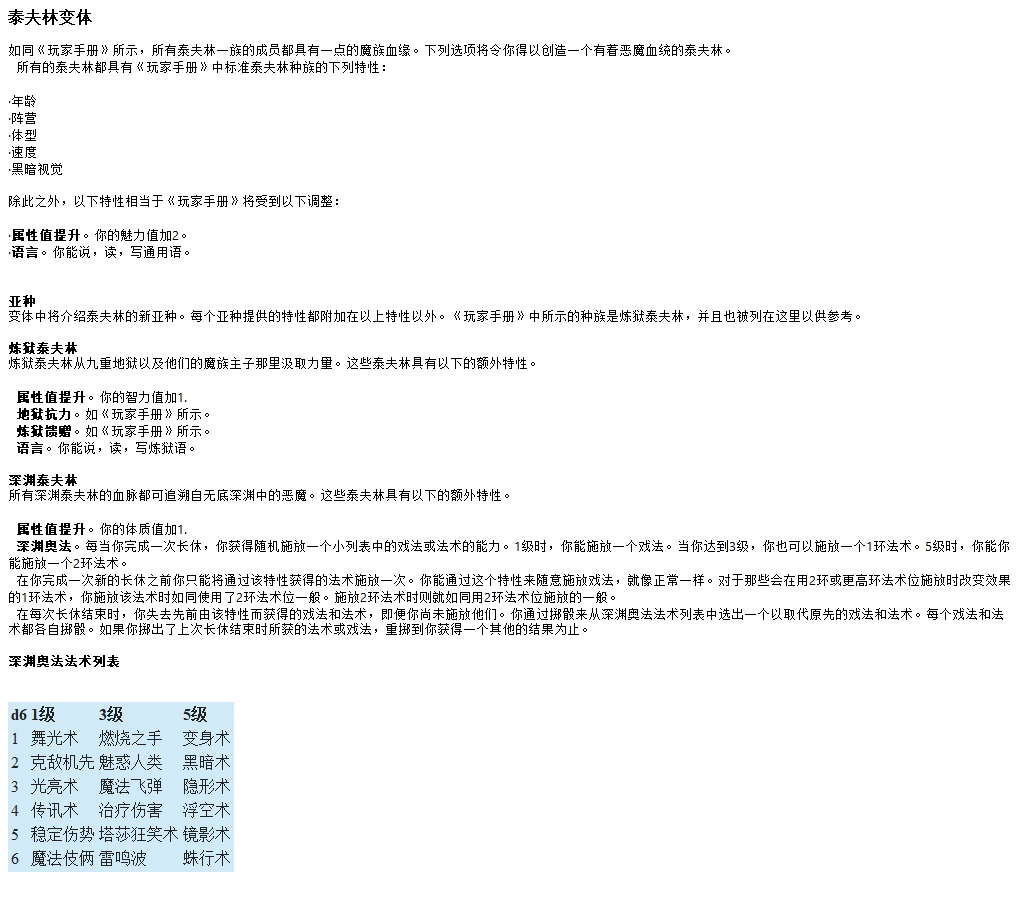 泰夫林变体
如同《玩家手册》所示，所有泰夫林一族的成员都具有一点的魔族血缘。下列选项将令你得以创造一个有着恶魔血统的泰夫林。
所有的泰夫林都具有《玩家手册》中标准泰夫林种族的下列特性：
·年龄
·阵营
·体型
·速度
·黑暗视觉
除此之外，以下特性相当于《玩家手册》将受到以下调整：
·属性值提升。你的魅力值加2。
·语言。你能说，读，写通用语。
亚种
变体中将介绍泰夫林的新亚种。每个亚种提供的特性都附加在以上特性以外。《玩家手册》中所示的种族是炼狱泰夫林，并且也被列在这里以供参考。
炼狱泰夫林
炼狱泰夫林从九重地狱以及他们的魔族主子那里汲取力量。这些泰夫林具有以下的额外特性。
属性值提升。你的智力值加1.
地狱抗力。如《玩家手册》所示。
炼狱馈赠。如《玩家手册》所示。
语言。你能说，读，写炼狱语。
深渊泰夫林
所有深渊泰夫林的血脉都可追溯自无底深渊中的恶魔。这些泰夫林具有以下的额外特性。
属性值提升。你的体质值加1.
深渊奥法。每当你完成一次长休，你获得随机施放一个小列表中的戏法或法术的能力。1级时，你能施放一个戏法。当你达到3级，你也可以施放一个1环法术。5级时，你能你
能施放一个2环法术。
在你完成一次新的长休之前你只能将通过该特性获得的法术施放一次。你能通过这个特性来随意施放戏法，就像正常一样。对于那些会在用2环或更高环法术位施放时改变效果
的1环法术，你施放该法术时如同使用了2环法术位一般。施放2环法术时则就如同用2环法术位施放的一般。
在每次长休结束时，你失去先前由该特性而获得的戏法和法术，即便你尚未施放他们。你通过掷骰来从深渊奥法法术列表中选出一个以取代原先的戏法和法术。每个戏法和法
术都各自掷骰。如果你掷出了上次长休结束时所获的法术或戏法，重掷到你获得一个其他的结果为止。
深渊奥法法术列表
d6 1级 3级 5级
1 舞光术 燃烧之手 变身术
2 克敌机先 魅惑人类 黑暗术
3 光亮术 魔法飞弹 隐形术
4 传讯术 治疗伤害 浮空术
5 稳定伤势 塔莎狂笑术 镜影术
6 魔法伎俩 雷鸣波 蛛行术